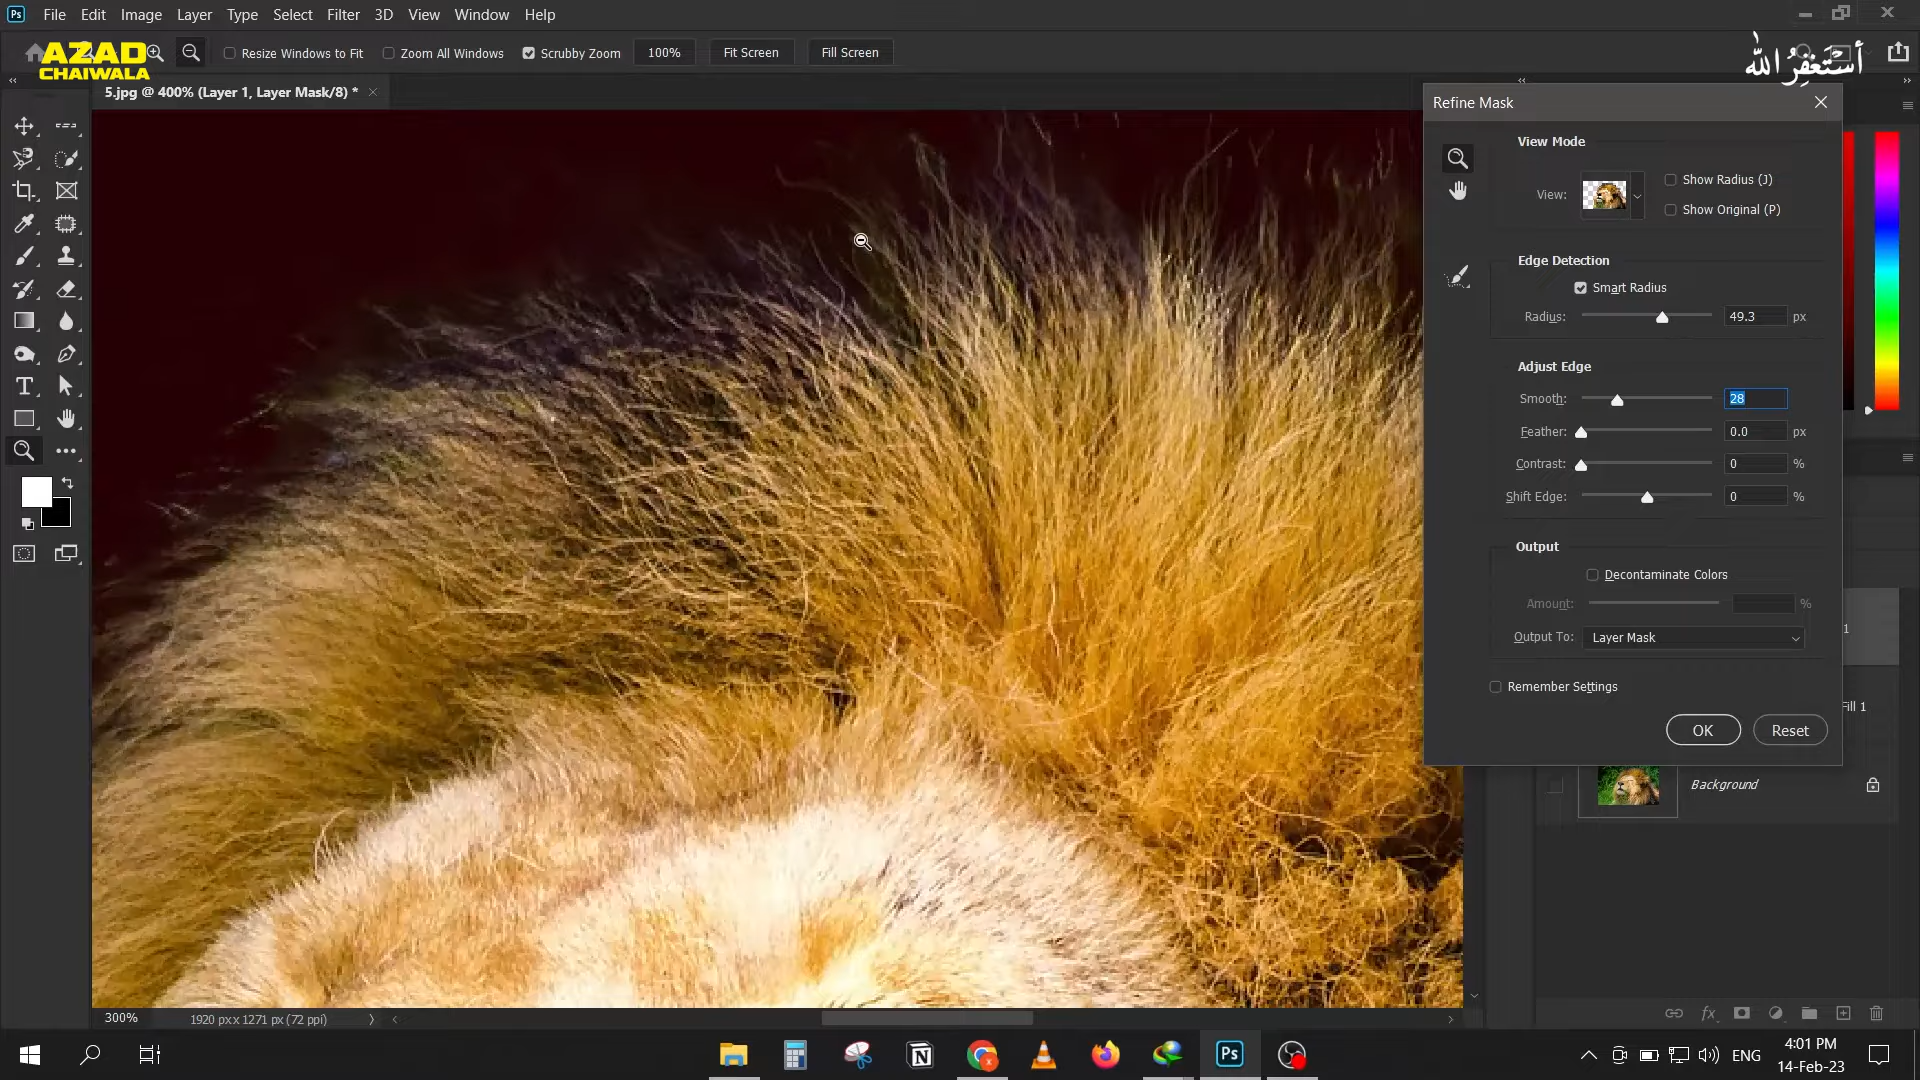 Ps File Edit Image Layer Type Select Filter 3D View Window Help
AZAD
CHAIWALA
Resize Windows to Fit Zoom All Windows Scrubby Zoom 100% Fit Screen Fill Screen
أستغفر الله
5.jpg @ 400% (Layer 1, Layer Mask/8) *
Refine Mask
View Mode
View:
Show Radius (J)
Show Original (P)
Edge Detection
Smart Radius
Radius: 49.3 px
Adjust Edge
Smooth: 28
Feather: 0.0 px
Contrast: 0 %
Shift Edge: 0 %
Output
Decontaminate Colors
Amount: %
Output To: Layer Mask
1
Remember Settings
Fill 1
OK Reset
Background
fx
300% 1920 px x 1271 px (72 ppi)
Ps
ENG
4:01 PM
14-Feb-23